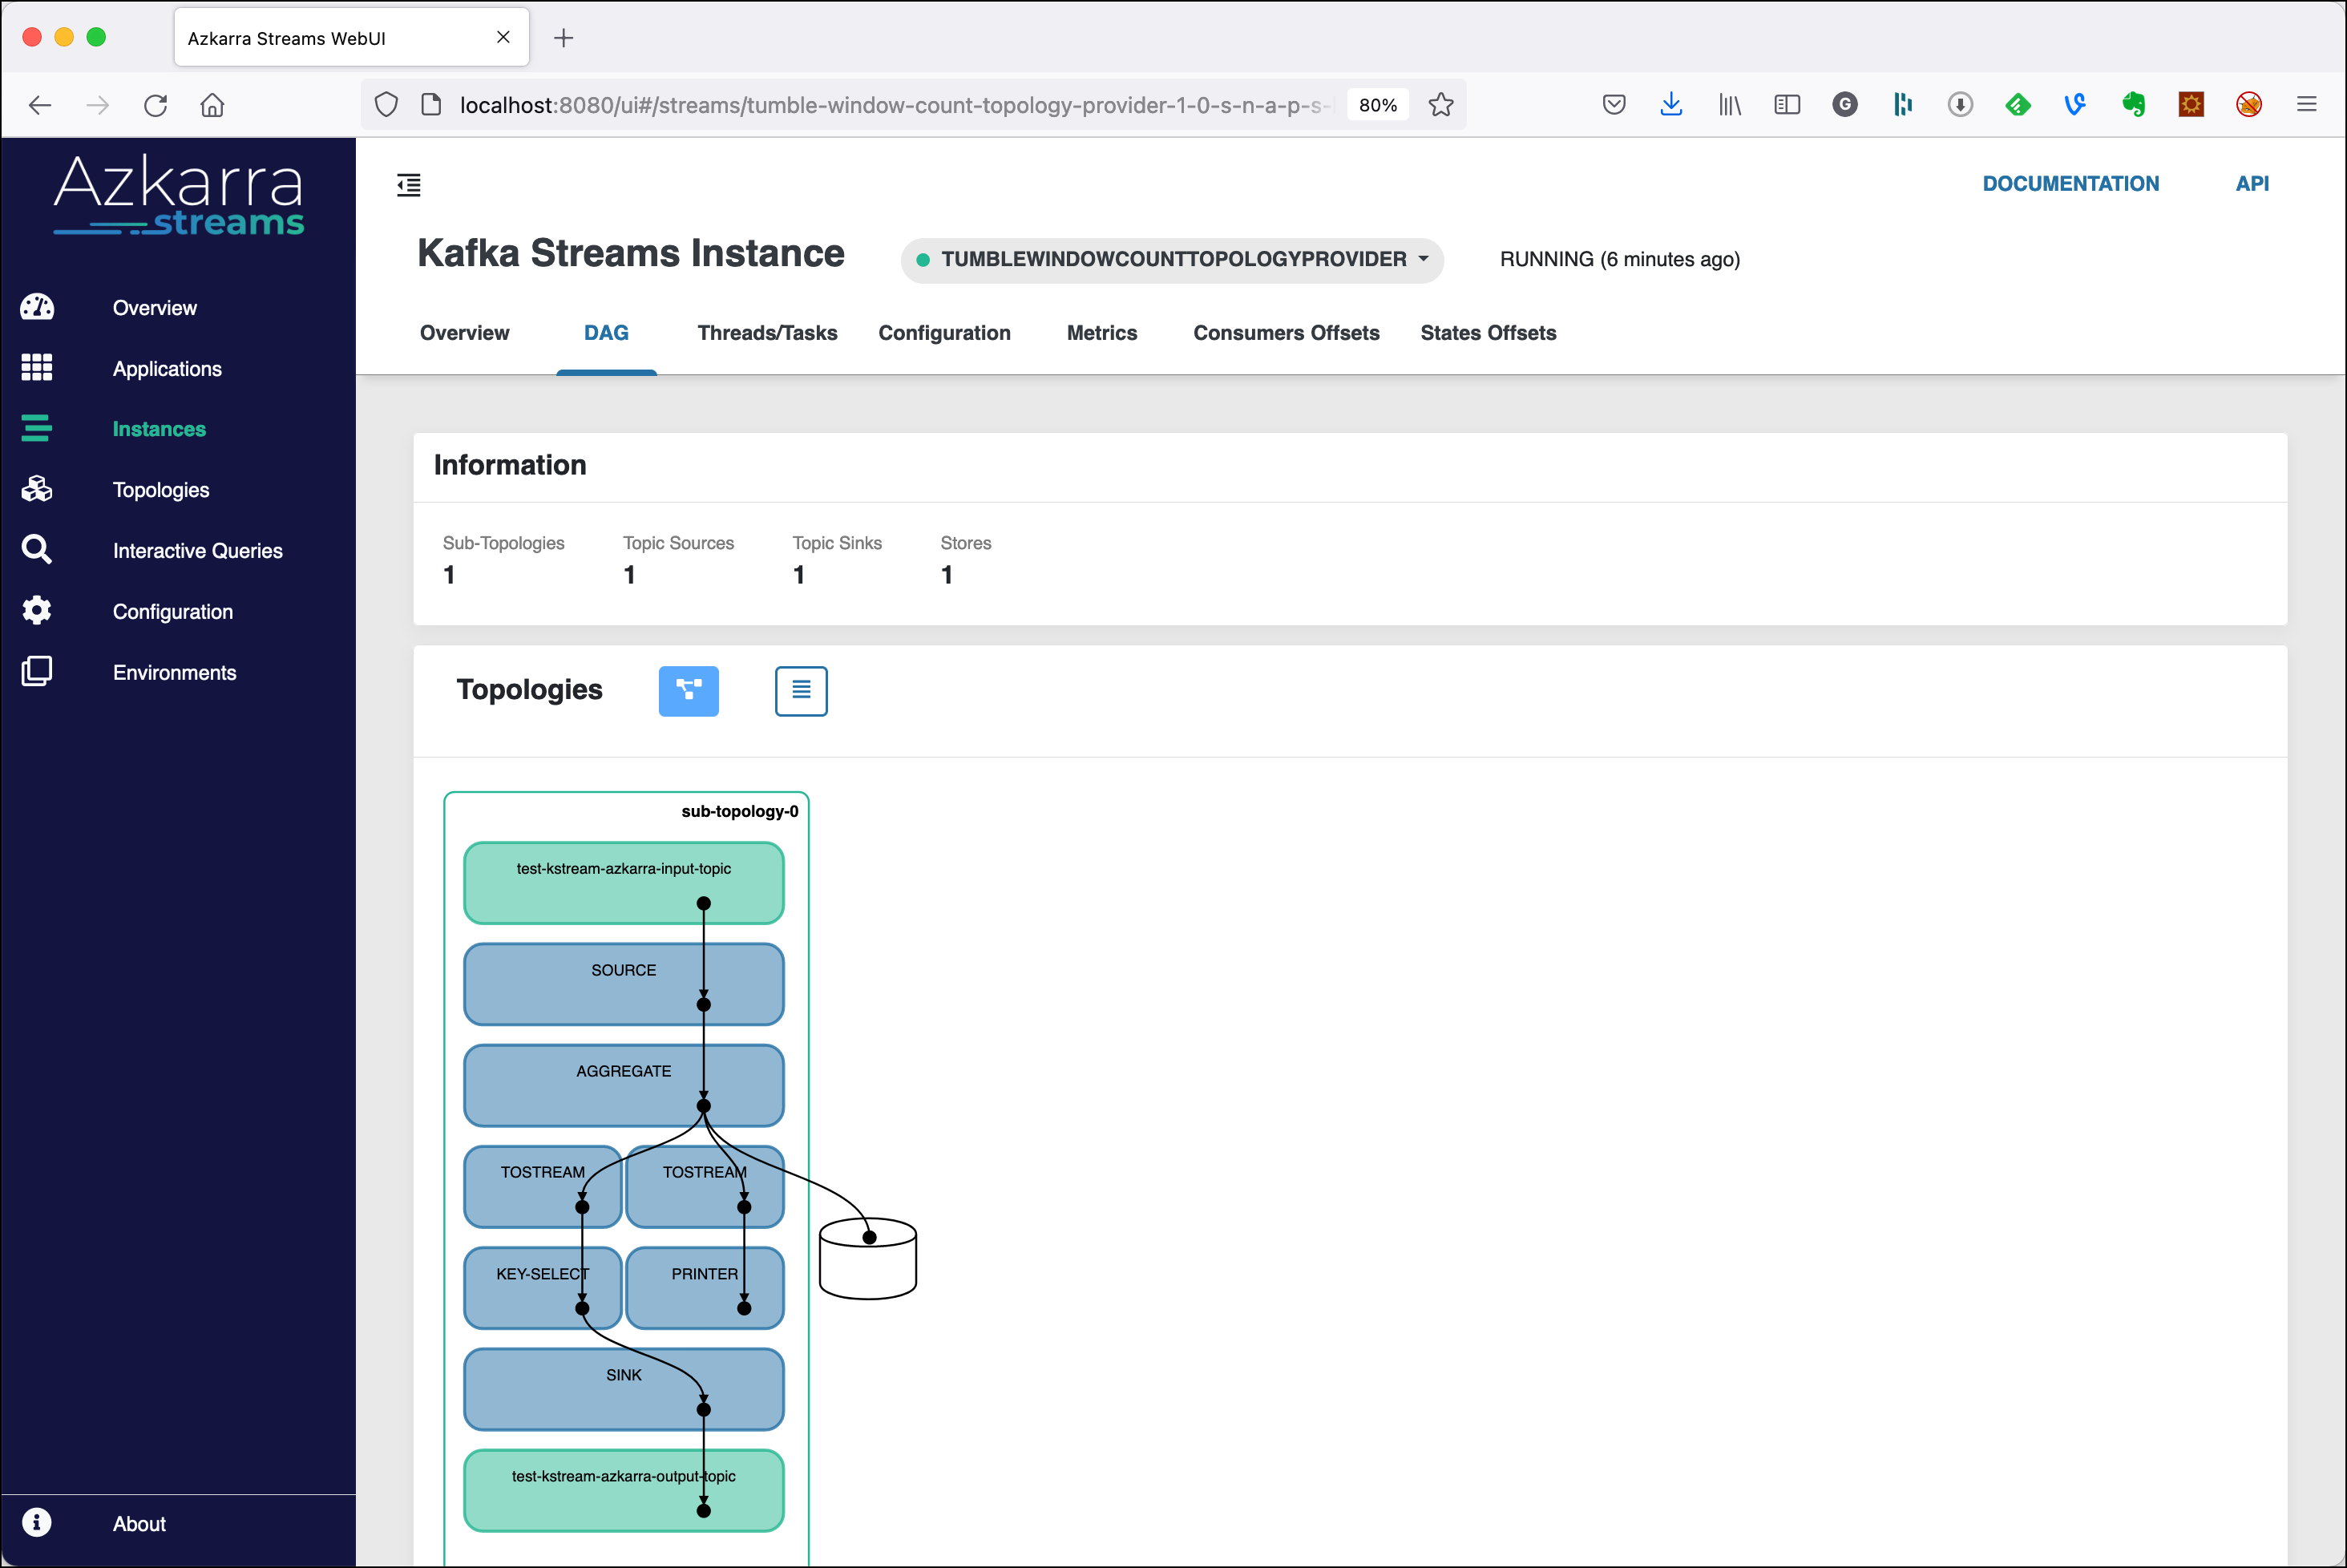 Azkarra Streams WebUI
localhost:8080/ui#/streams/tumble-window-count-topology-provider-1-0-s-n-a-p-s-
80%
Azkarra
streams
DOCUMENTATION API
Kafka Streams Instance TUMBLEWINDOWCOUNTTOPOLOGYPROVIDER RUNNING (6 minutes ago)
Overview DAG Threads/Tasks Configuration Metrics Consumers Offsets States Offsets
Overview
Applications
Instances
Topologies
Interactive Queries
Configuration
Environments
About
Information
Sub-Topologies Topic Sources Topic Sinks Stores
1 1 1 1
Topologies
sub-topology-0
test-kstream-azkarra-input-topic
SOURCE
AGGREGATE
TOSTREAM TOSTREAM
KEY-SELECT PRINTER
SINK
test-kstream-azkarra-output-topic